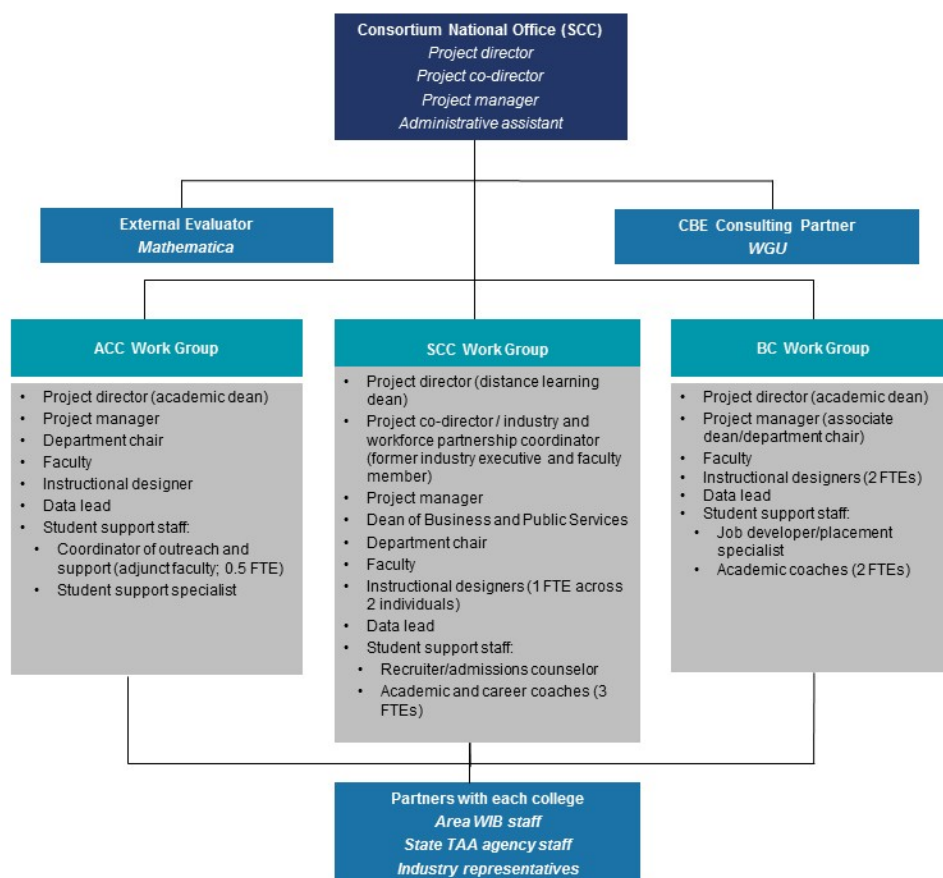 Consortium National Office (SCC)
Project director
Project co-director
Project manager
Administrative assistant
External Evaluator
Mathematica
CBE Consulting Partner
WGU
ACC Work Group
• Project director (academic dean)
• Project manager
• Department chair
• Faculty
• Instructional designer
• Data lead
• Student support staff:
• Coordinator of outreach and
support (adjunct faculty; 0.5 FTE)
• Student support specialist
SCC Work Group
• Project director (distance learning
dean)
• Project co-director / industry and
workforce partnership coordinator
(former industry executive and faculty
member)
• Project manager
• Dean of Business and Public Services
• Department chair
• Faculty
• Instructional designers (1 FTE across
2 individuals)
• Data lead
• Student support staff:
• Recruiter/admissions counselor
• Academic and career coaches (3
FTEs)
BC Work Group
• Project director (academic dean)
• Project manager (associate
dean/department chair)
• Faculty
• Instructional designers (2 FTEs)
• Data lead
• Student support staff:
• Job developer/placement
specialist
• Academic coaches (2 FTEs)
Partners with each college
Area WIB staff
State TAA agency staff
Industry representatives